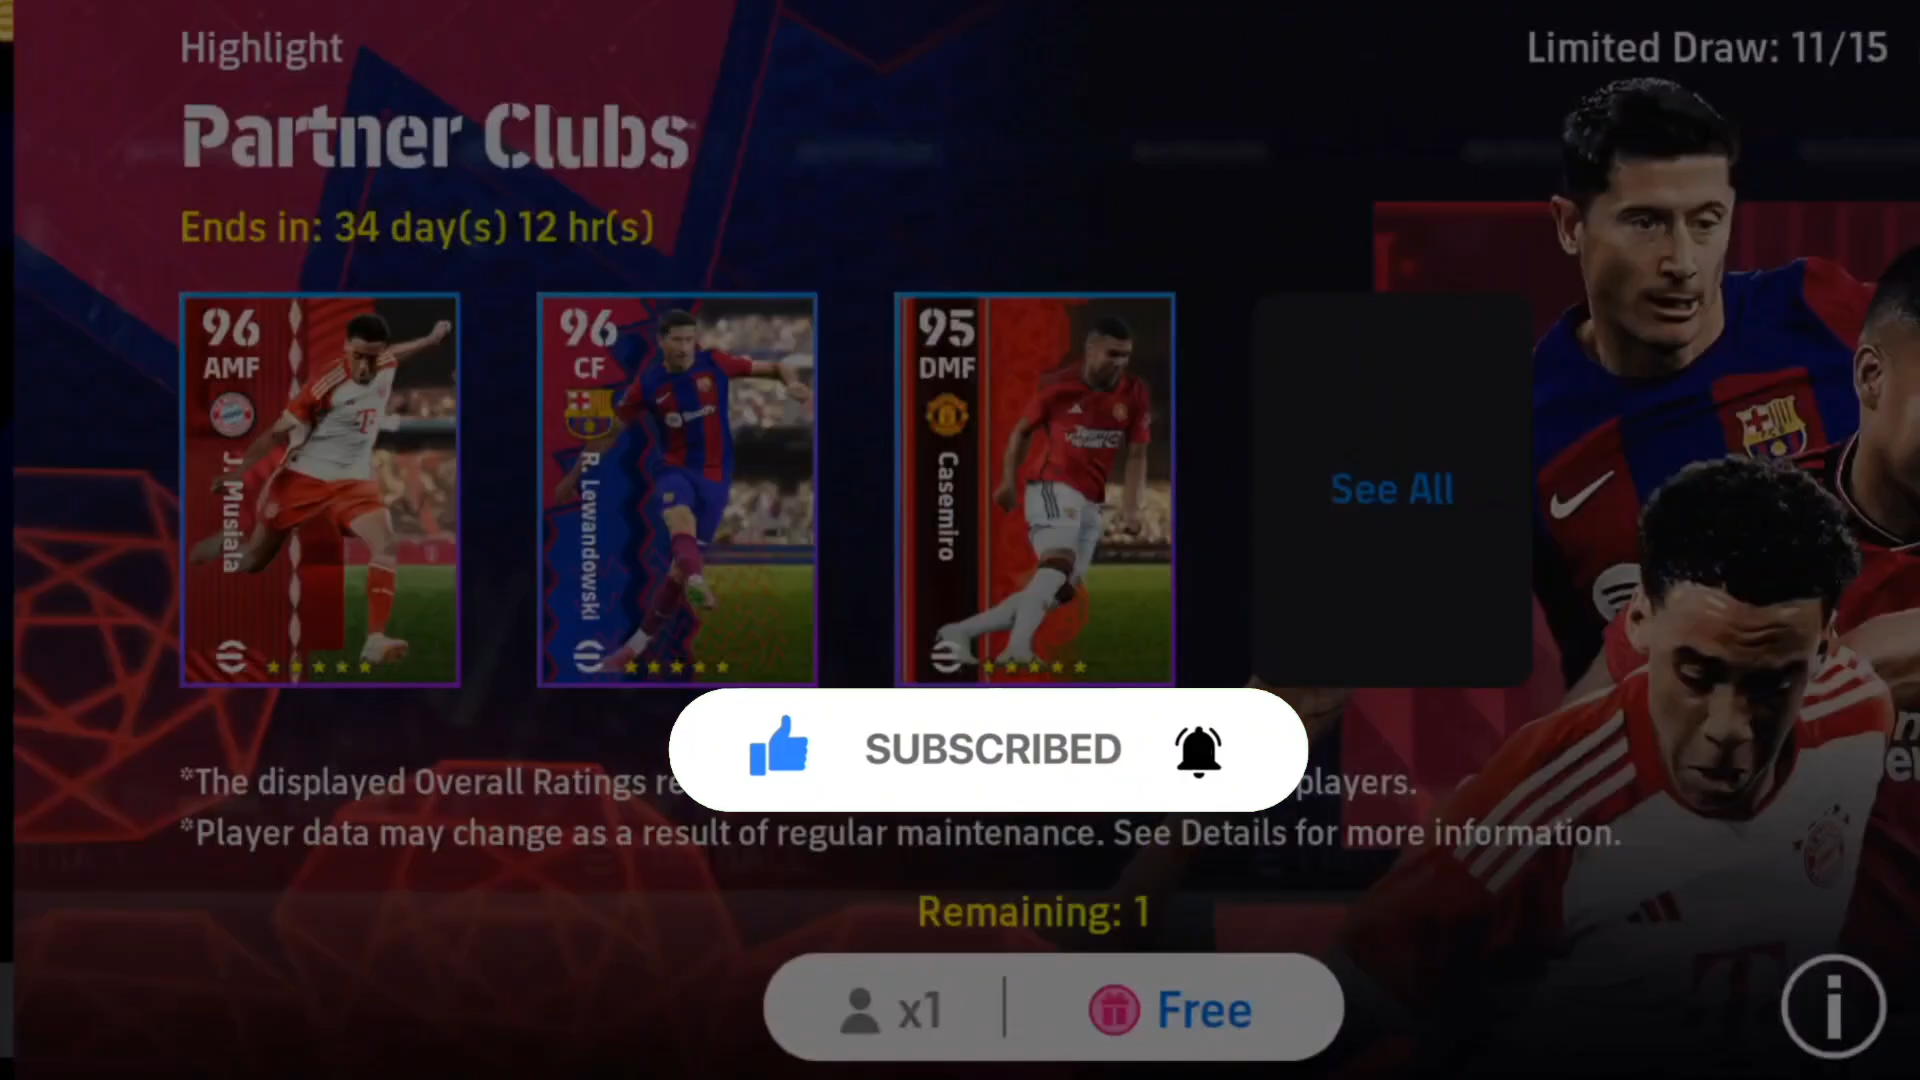 Highlight
Limited Draw: 11/15
Partner Clubs
Ends in: 34 day(s) 12 hr(s)
96
AMF
J. Musiala
96
CF
R. Lewandowski
95
DMF
Casemiro
See All
SUBSCRIBED
*The displayed Overall Ratings re
players.
*Player data may change as a result of regular maintenance. See Details for more information.
Remaining: 1
x1
Free